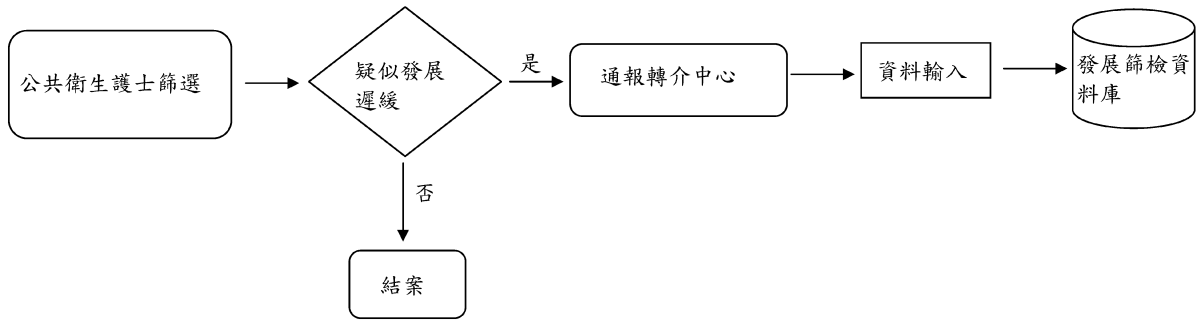 公共衛生護士篩選
疑似發展
遲緩
是
通報轉介中心
資料輸入
發展篩檢資
料庫
否
結案